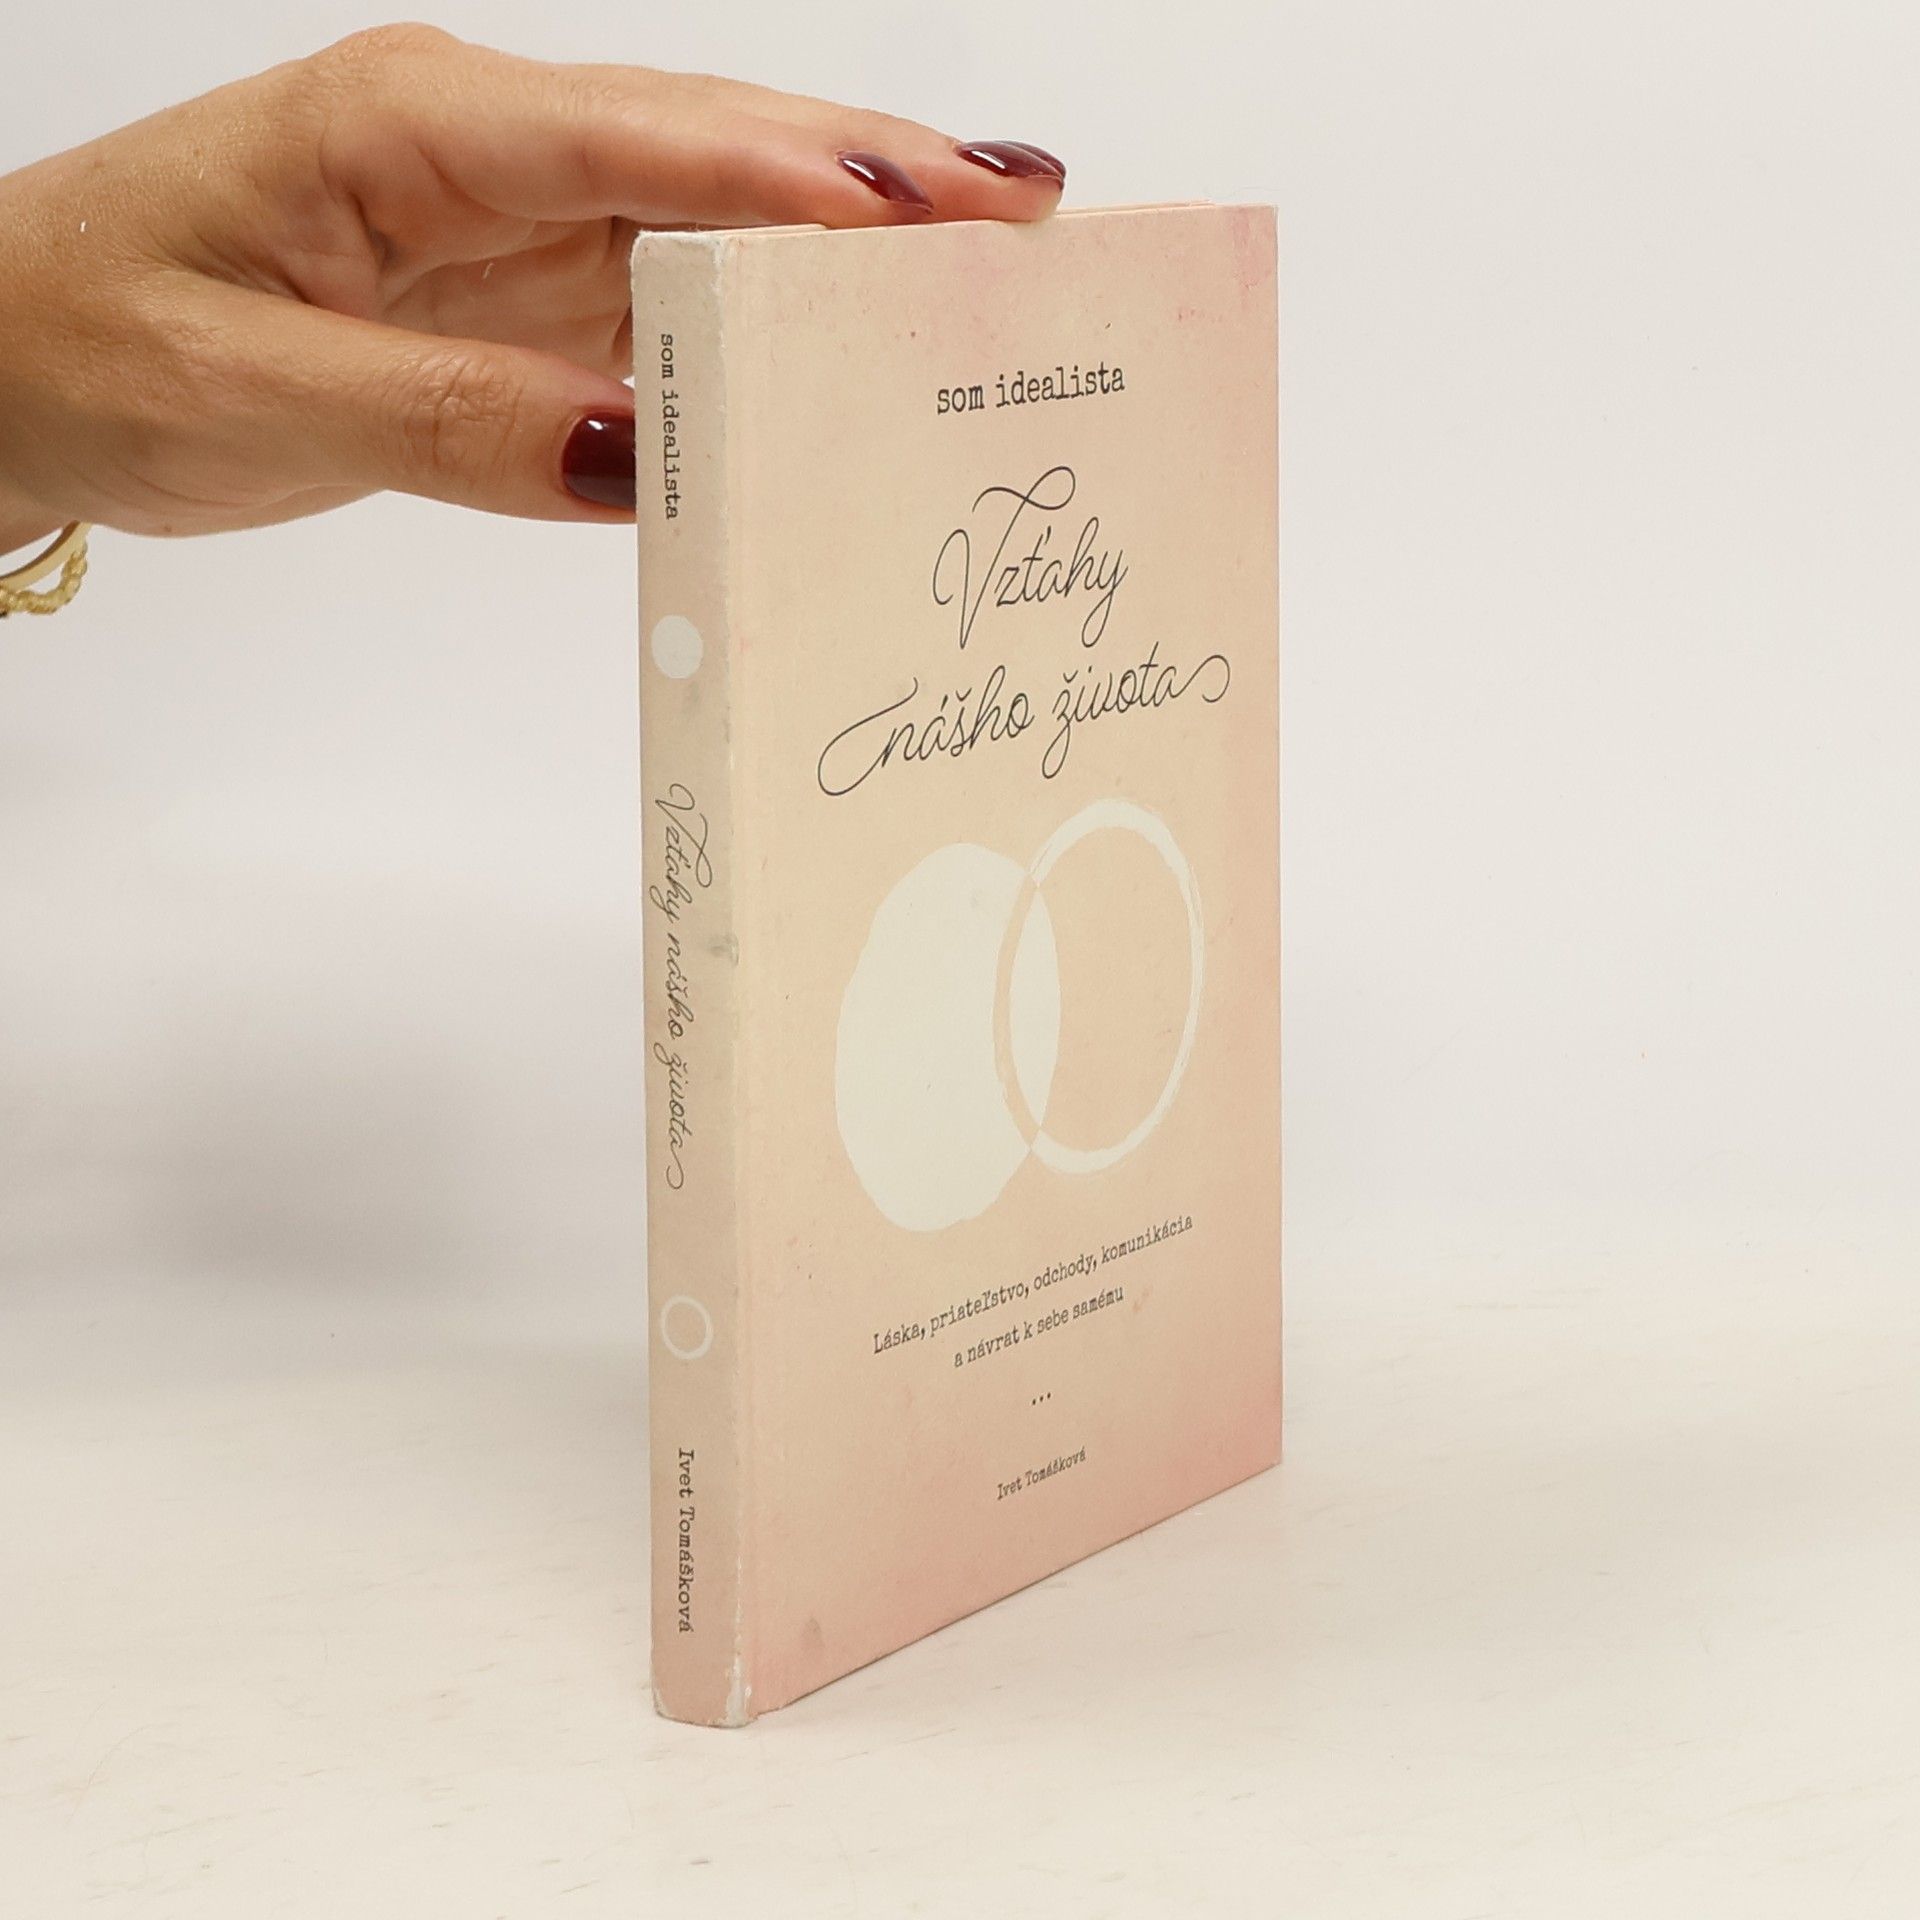 som idealista
Vzťahy nášho života
Ivet Tomášková
som idealista
Vzťahy
nášho života
Láska, priateľstvo, odchody, komunikácia
a návrat k sebe samému
...
Ivet Tomášková